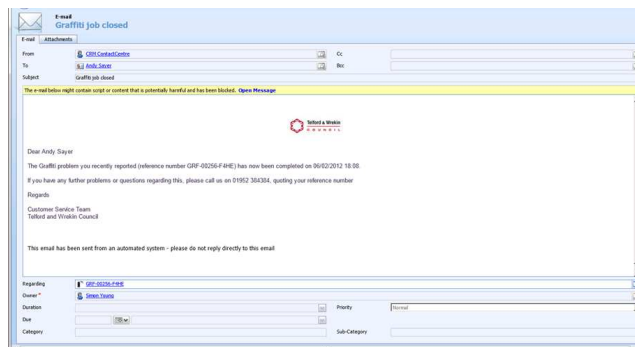 E-mail
Graffiti job closed
E-mail Attachments
From CRM ContactCentre Cc
To Andy Sayer Bcc
Subject Graffiti job closed
The e-mail below might contain script or content that is potentially harmful and has been blocked. Open Message
Telford & Wrekin
COUNCIL
Dear Andy Sayer
The Graffiti problem you recently reported (reference number GRF-00256-F4HE) has now been completed on 06/02/2012 18:08.
If you have any further problems or questions regarding this, please call us on 01952 384384, quoting your reference number
Regards
Customer Service Team
Telford and Wrekin Council
This email has been sent from an automated system - please do not reply directly to this email
Regarding GRF-00256-F4HE
Owner * Simon Young
Duration Priority Normal
Due
Category Sub-Category